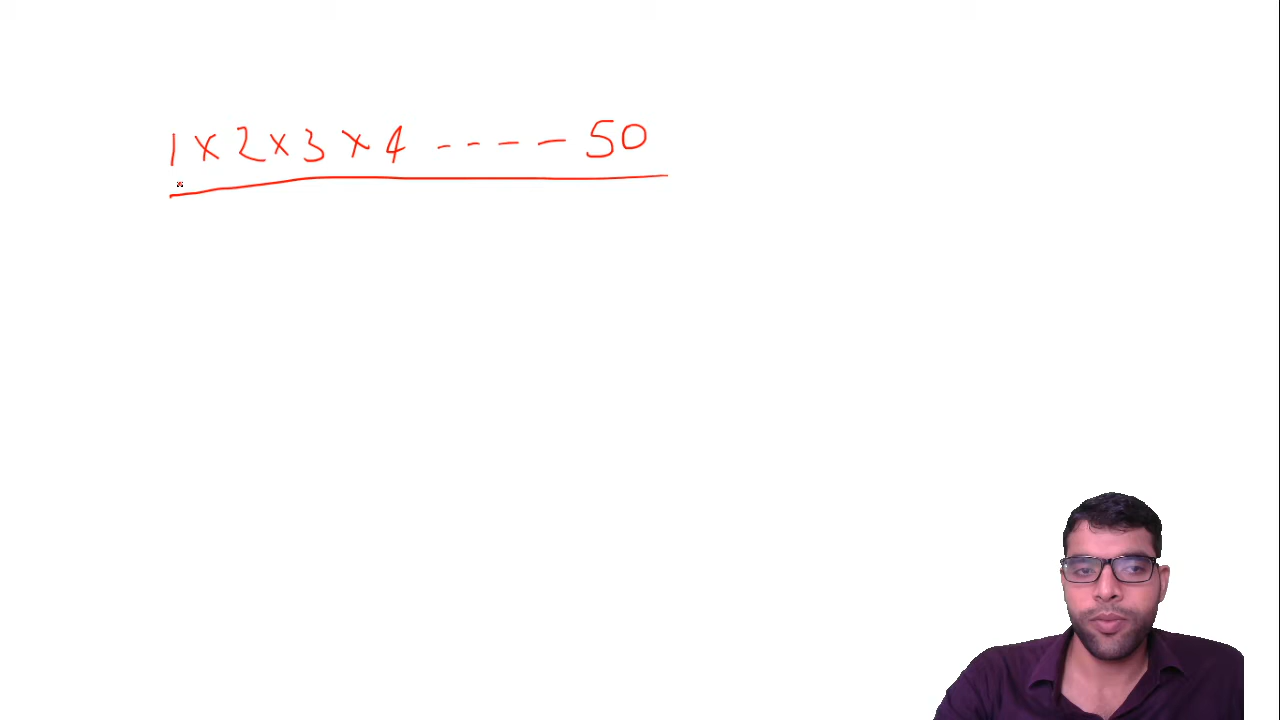 1 × 2 × 3 × 4 ---- 50